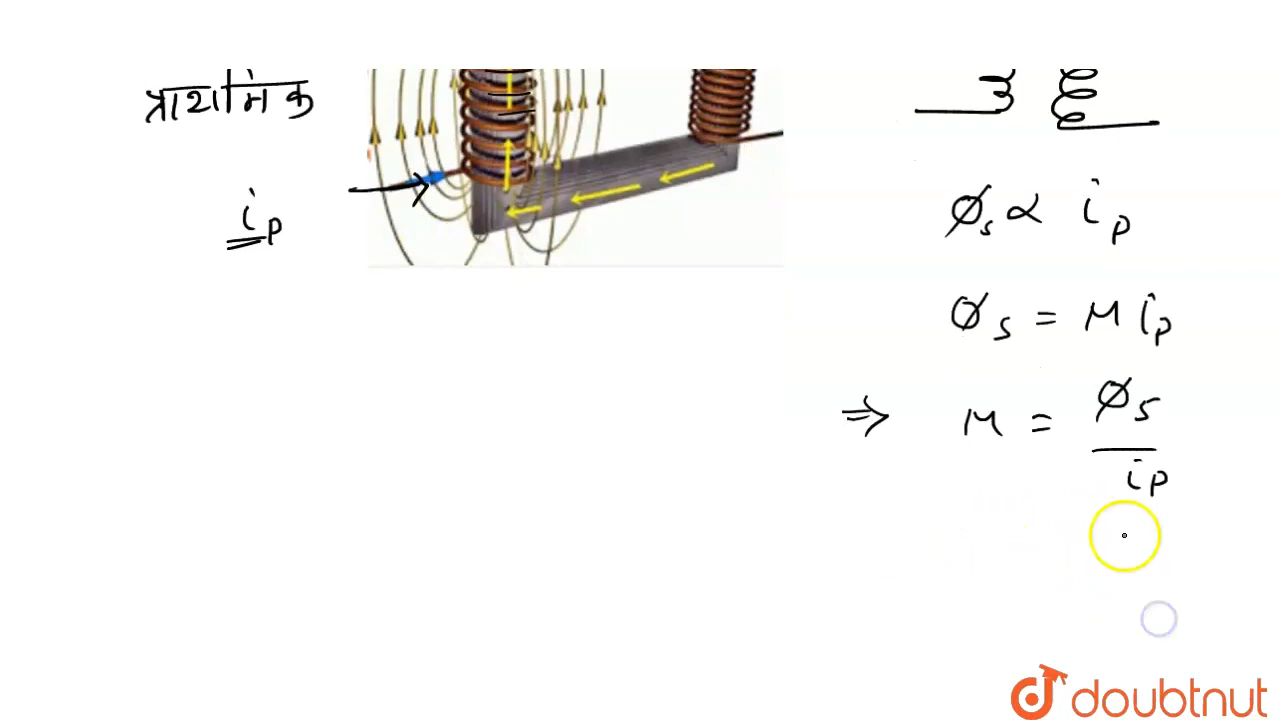 प्राथमिक
i_p
ϕ_s ∝ i_p
ϕ_s = M i_p
⇒ M = ϕ_s / i_p
doubtnut